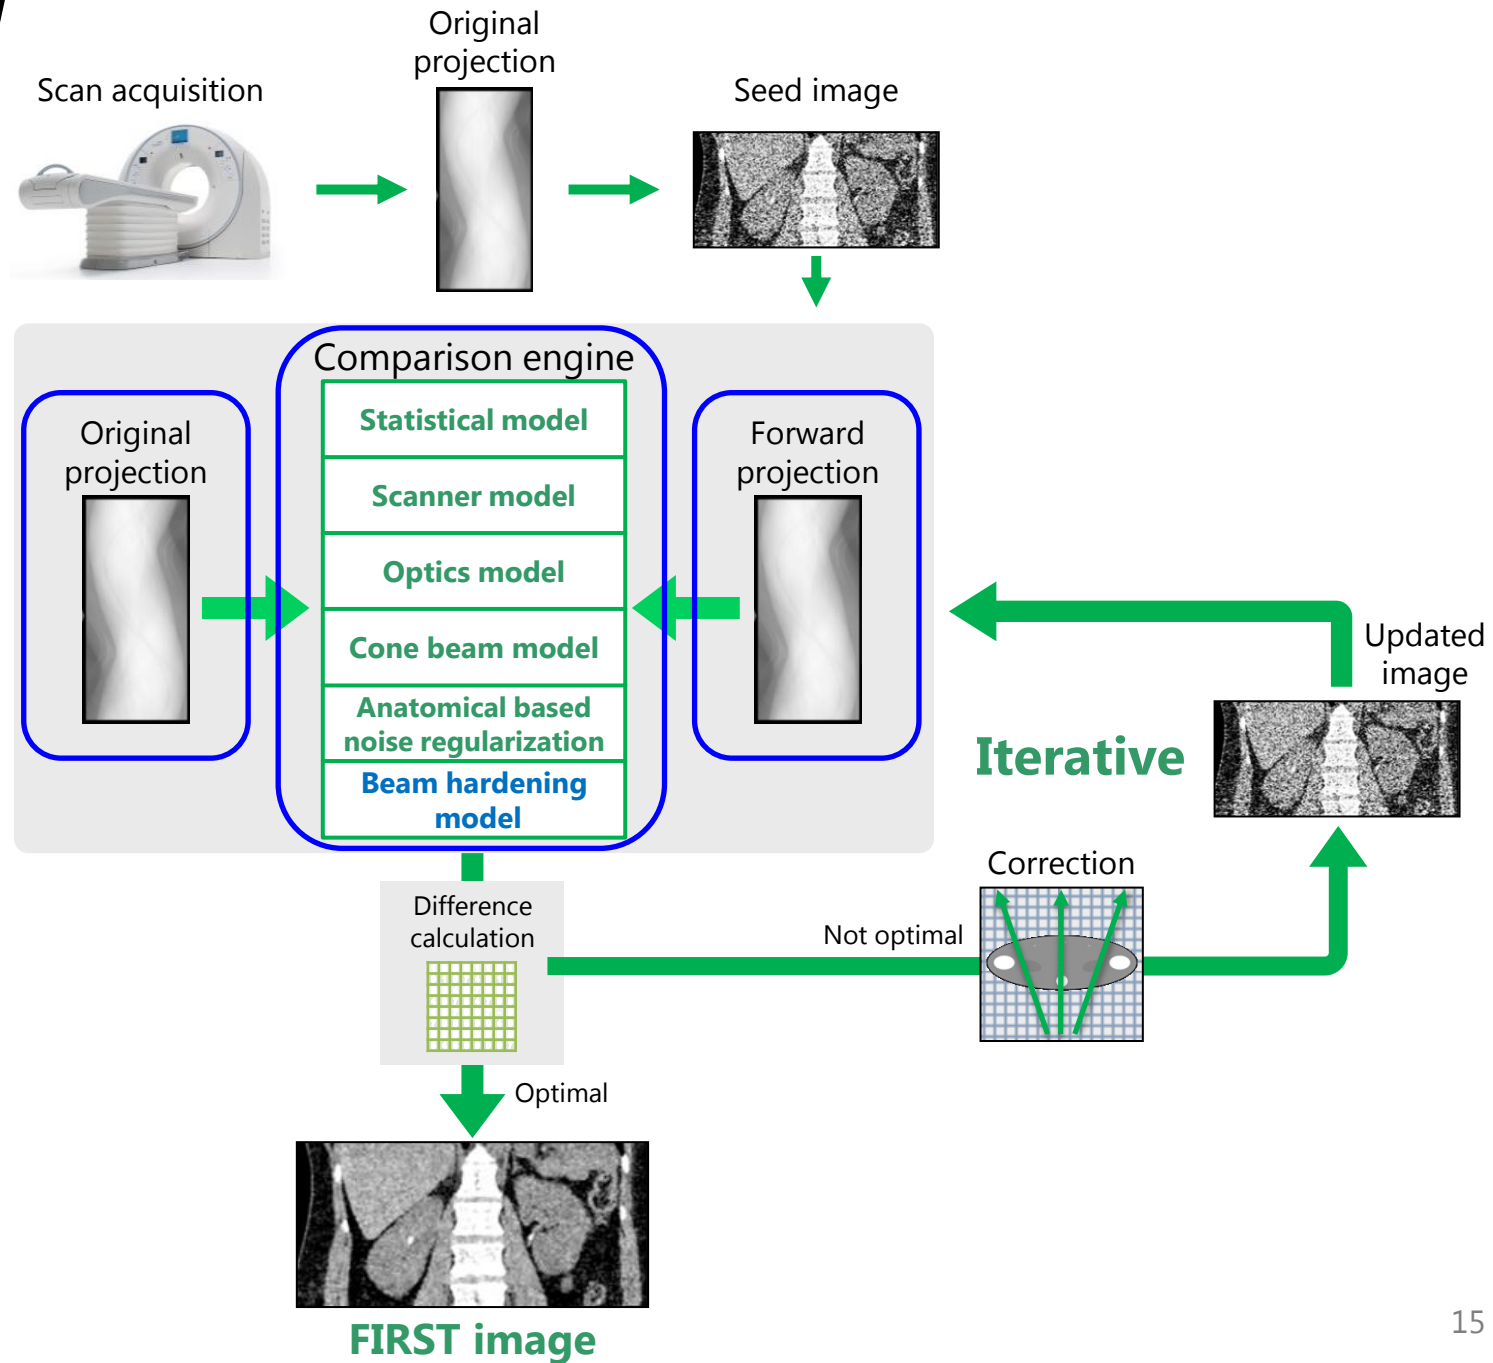 Original
projection
Scan acquisition
Seed image
Comparison engine
Statistical model
Scanner model
Optics model
Cone beam model
Anatomical based
noise regularization
Beam hardening
model
Original
projection
Forward
projection
Updated
image
Iterative
Correction
Difference
calculation
Not optimal
Optimal
FIRST image
15